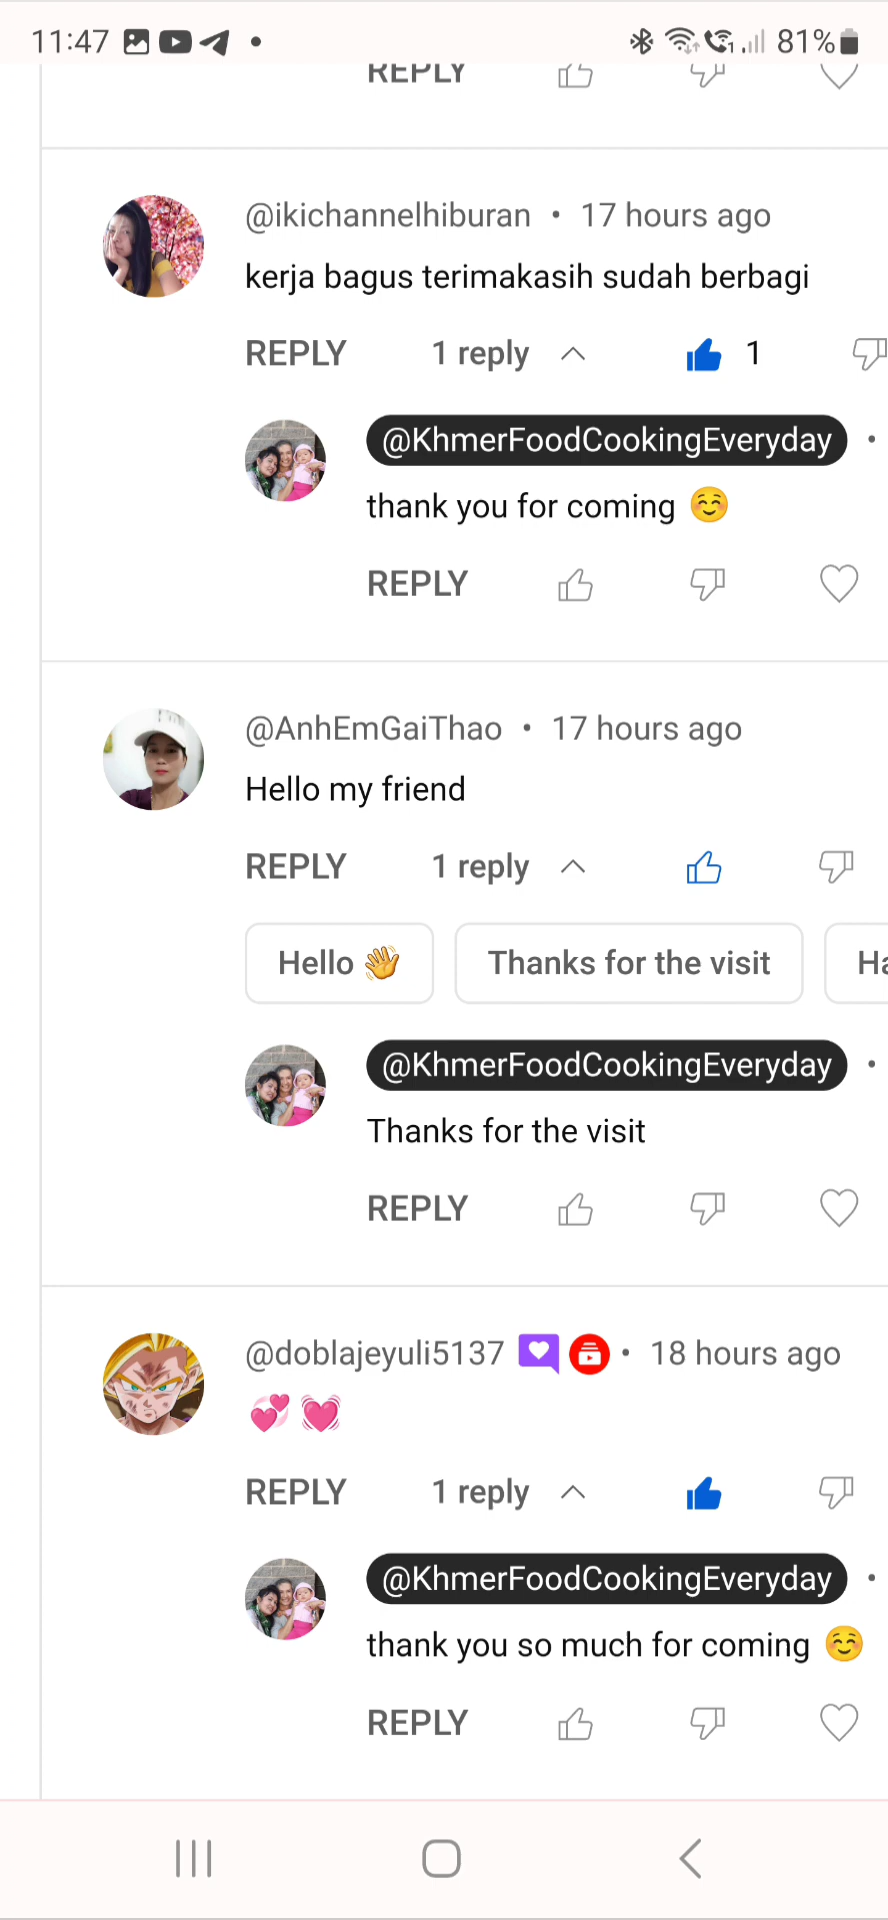 11:47
81%
REPLY
@ikichannelhiburan • 17 hours ago
kerja bagus terimakasih sudah berbagi
REPLY 1 reply 1
@KhmerFoodCookingEveryday •
thank you for coming ☺️
REPLY
@AnhEmGaiThao • 17 hours ago
Hello my friend
REPLY 1 reply
Hello 👋 Thanks for the visit Ha
@KhmerFoodCookingEveryday •
Thanks for the visit
REPLY
@doblajeyuli5137 • 18 hours ago
💞 💓
REPLY 1 reply
@KhmerFoodCookingEveryday •
thank you so much for coming ☺️
REPLY